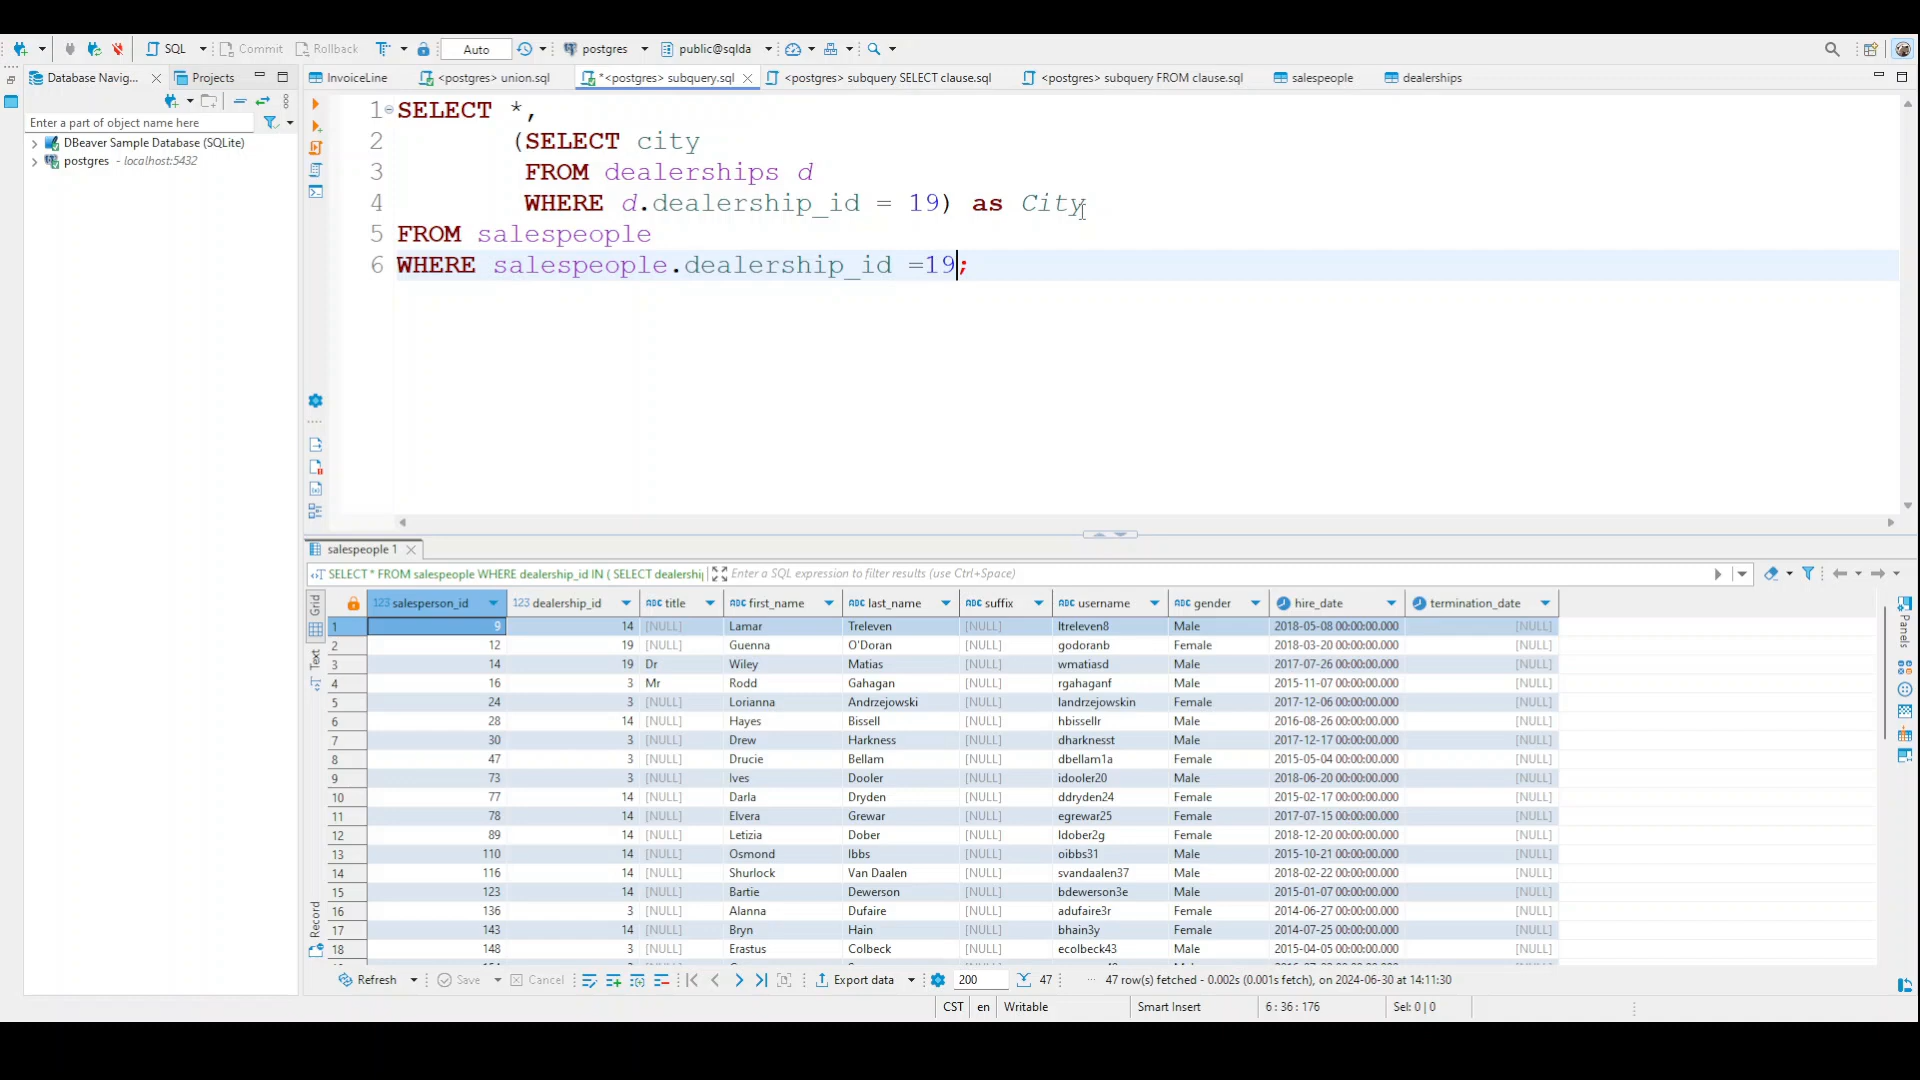 SQL Commit Rollback Auto postgres public@sqlda
Database Navig... Projects
InvoiceLine <postgres> union.sql *<postgres> subquery.sql <postgres> subquery SELECT clause.sql <postgres> subquery FROM clause.sql salespeople dealerships
Enter a part of object name here
DBeaver Sample Database (SQLite)
postgres - localhost:5432
1 SELECT *,
2 (SELECT city
3 FROM dealerships d
4 WHERE d.dealership_id = 19) as City
5 FROM salespeople
6 WHERE salespeople.dealership_id =19;
salespeople 1
SELECT * FROM salespeople WHERE dealership_id IN ( SELECT dealership Enter a SQL expression to filter results (use Ctrl+Space)
Grid
Text
Record
Panels
123 salesperson_id 123 dealership_id ABC title ABC first_name ABC last_name ABC suffix ABC username ABC gender hire_date termination_date
1 9 14 [NULL] Lamar Treleven [NULL] ltreleven8 Male 2018-05-08 00:00:00.000 [NULL]
2 12 19 [NULL] Guenna O'Doran [NULL] godoranb Female 2018-03-20 00:00:00.000 [NULL]
3 14 19 Dr Wiley Matias [NULL] wmatiasd Male 2017-07-26 00:00:00.000 [NULL]
4 16 3 Mr Rodd Gahagan [NULL] rgahaganf Male 2015-11-07 00:00:00.000 [NULL]
5 24 3 [NULL] Lorianna Andrzejowski [NULL] landrzejowskin Female 2017-12-06 00:00:00.000 [NULL]
6 28 14 [NULL] Hayes Bissell [NULL] hbissellr Male 2016-08-26 00:00:00.000 [NULL]
7 30 3 [NULL] Drew Harkness [NULL] dharknesst Male 2017-12-17 00:00:00.000 [NULL]
8 47 3 [NULL] Drucie Bellam [NULL] dbellam1a Female 2015-05-04 00:00:00.000 [NULL]
9 73 3 [NULL] Ives Dooler [NULL] idooler20 Male 2018-06-20 00:00:00.000 [NULL]
10 77 14 [NULL] Darla Dryden [NULL] ddryden24 Female 2015-02-17 00:00:00.000 [NULL]
11 78 14 [NULL] Elvera Grewar [NULL] egrewar25 Female 2017-07-15 00:00:00.000 [NULL]
12 89 14 [NULL] Letizia Dober [NULL] ldober2g Female 2018-12-20 00:00:00.000 [NULL]
13 110 14 [NULL] Osmond Ibbs [NULL] oibbs31 Male 2015-10-21 00:00:00.000 [NULL]
14 116 14 [NULL] Shurlock Van Daalen [NULL] svandaalen37 Male 2018-02-22 00:00:00.000 [NULL]
15 123 14 [NULL] Bartie Dewerson [NULL] bdewerson3e Male 2015-01-07 00:00:00.000 [NULL]
16 136 3 [NULL] Alanna Dufaire [NULL] adufaire3r Female 2014-06-27 00:00:00.000 [NULL]
17 143 14 [NULL] Bryn Hain [NULL] bhain3y Female 2014-07-25 00:00:00.000 [NULL]
18 148 3 [NULL] Erastus Colbeck [NULL] ecolbeck43 Male 2015-04-05 00:00:00.000 [NULL]
Refresh Save Cancel Export data 200 47 ... 47 row(s) fetched - 0.002s (0.001s fetch), on 2024-06-30 at 14:11:30
CST en Writable Smart Insert 6 : 36 : 176 Sel: 0 | 0